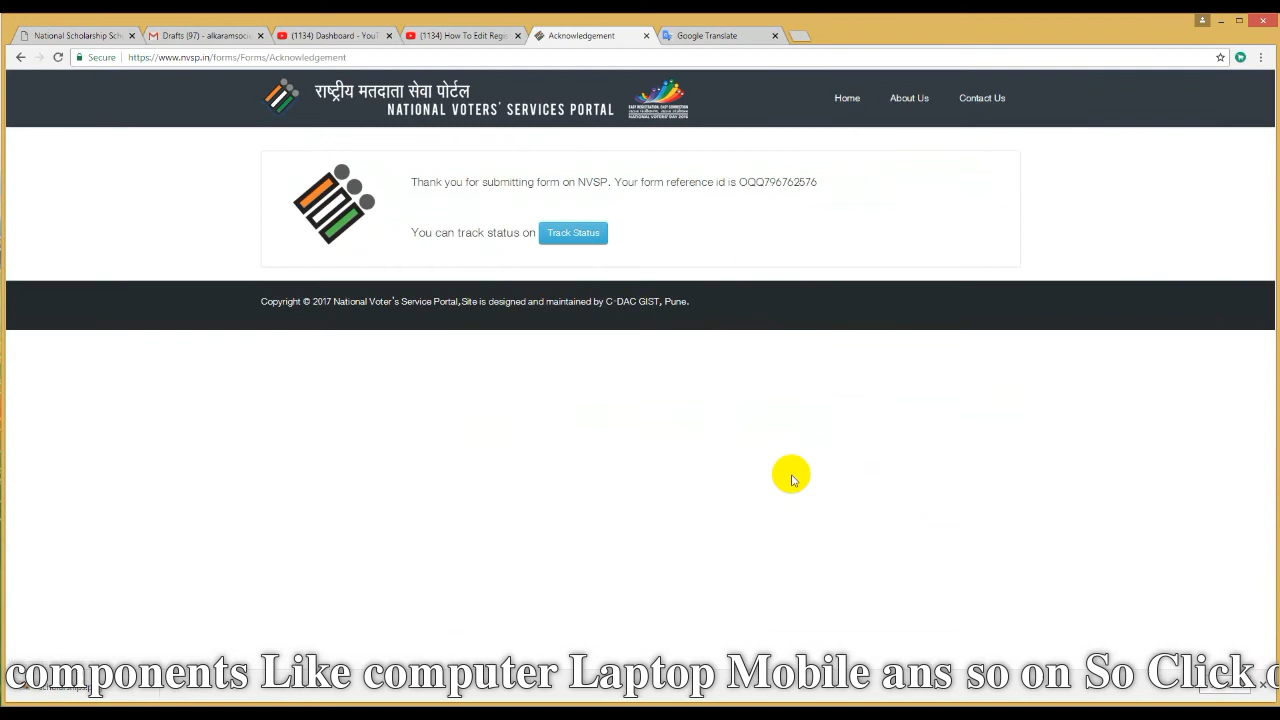 National Scholarship Sch
Drafts (97) - alkaramsoci
(1134) Dashboard - YouT
(1134) How To Edit Regi
Acknowledgement
Google Translate
Secure
https://www.nvsp.in/forms/Forms/Acknowledgement
राष्ट्रीय मतदाता सेवा पोर्टल
NATIONAL VOTERS' SERVICES PORTAL
Home
About Us
Contact Us
Thank you for submitting form on NVSP. Your form reference id is OQQ796762576
You can track status on Track Status
Copyright © 2017 National Voter's Service Portal,Site is designed and maintained by C-DAC GIST, Pune.
components Like computer Laptop Mobile ans so on So Click